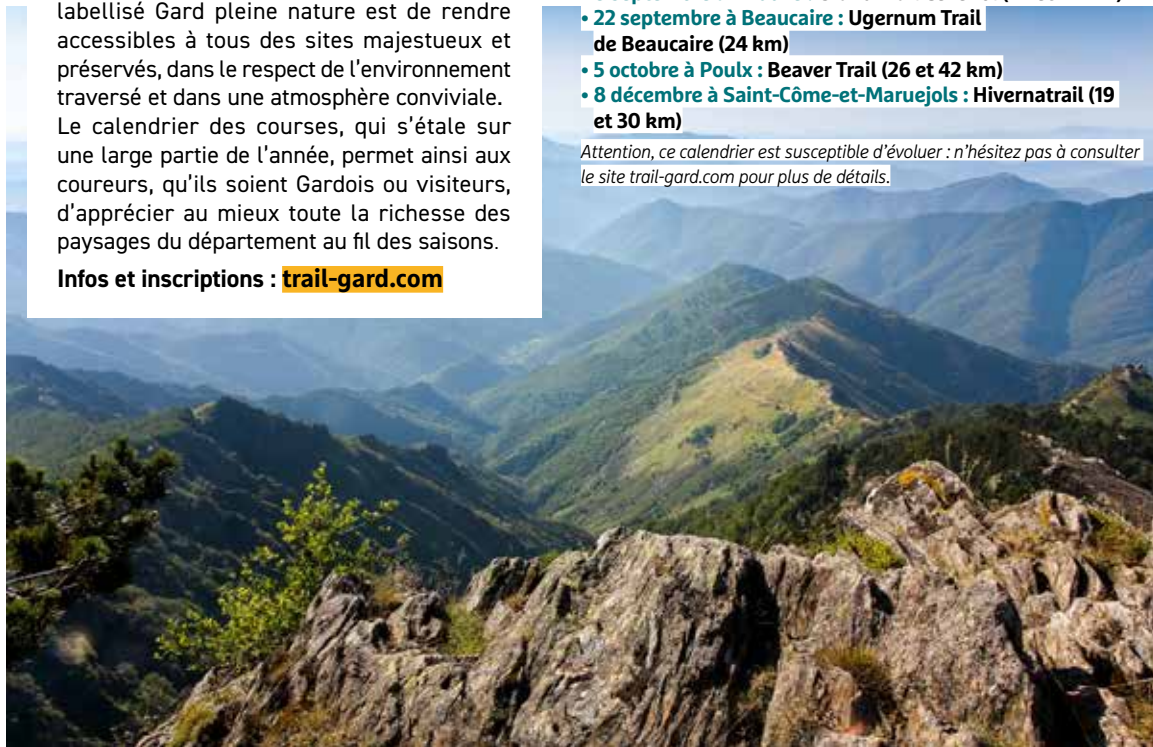 labellisé Gard pleine nature est de rendre
accessibles à tous des sites majestueux et
préservés, dans le respect de l'environnement
traversé et dans une atmosphère conviviale.
Le calendrier des courses, qui s'étale sur
une large partie de l'année, permet ainsi aux
coureurs, qu'ils soient Gardois ou visiteurs,
d'apprécier au mieux toute la richesse des
paysages du département au fil des saisons.
Infos et inscriptions : trail-gard.com
• 22 septembre à Beaucaire : Ugernum Trail
de Beaucaire (24 km)
• 5 octobre à Poulx : Beaver Trail (26 et 42 km)
• 8 décembre à Saint-Côme-et-Maruejols : Hivernatrail (19
et 30 km)
Attention, ce calendrier est susceptible d'évoluer : n'hésitez pas à consulter
le site trail-gard.com pour plus de détails.